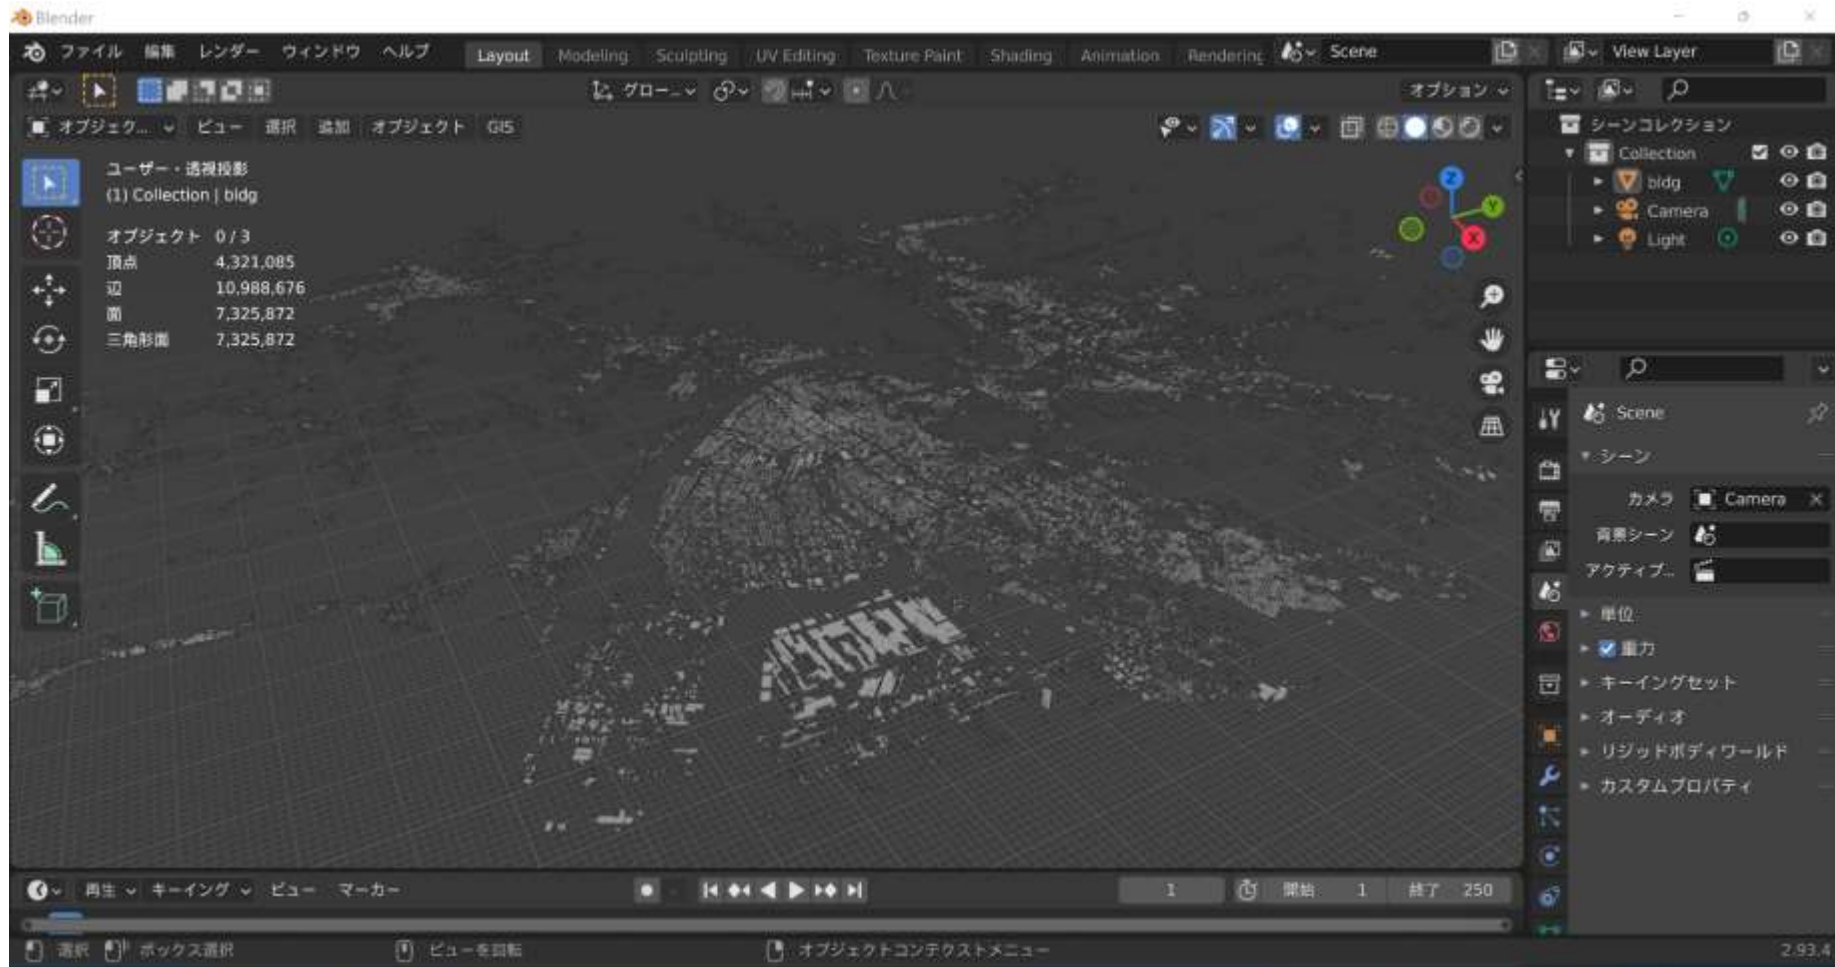 Blender
ファイル 編集 レンダー ウィンドウ ヘルプ Layout Modeling Sculpting UV Editing Texture Paint Shading Animation Rendering Scene View Layer
グロー... オプション
オブジェク... ビュー 選択 追加 オブジェクト GIS
ユーザー・透視投影
(1) Collection | bldg
オブジェクト 0/3
頂点 4,321,085
辺 10,988,676
面 7,325,872
三角形面 7,325,872
Z
Y
X
シーンコレクション
Collection
bldg
Camera
Light
Scene
シーン
カメラ Camera
背景シーン
アクティブ...
単位
重力
キーイングセット
オーディオ
リジッドボディワールド
カスタムプロパティ
再生 キーイング ビュー マーカー 1 開始 1 終了 250
選択 ボックス選択 ビューを回転 オブジェクトコンテクストメニュー 2.93.4